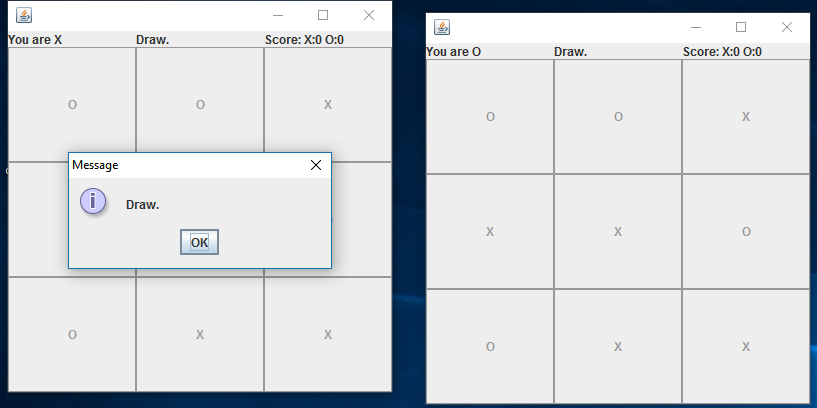 You are X Draw. Score: X:0 O:0
O O X
Message
Draw.
OK
O X X
You are O Draw. Score: X:0 O:0
O O X
X X O
O X X